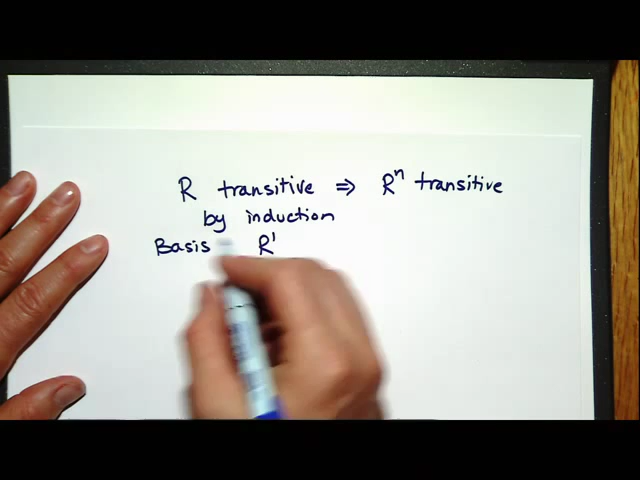 R transitive ⇒ Rⁿ transitive
by induction
Basis R¹